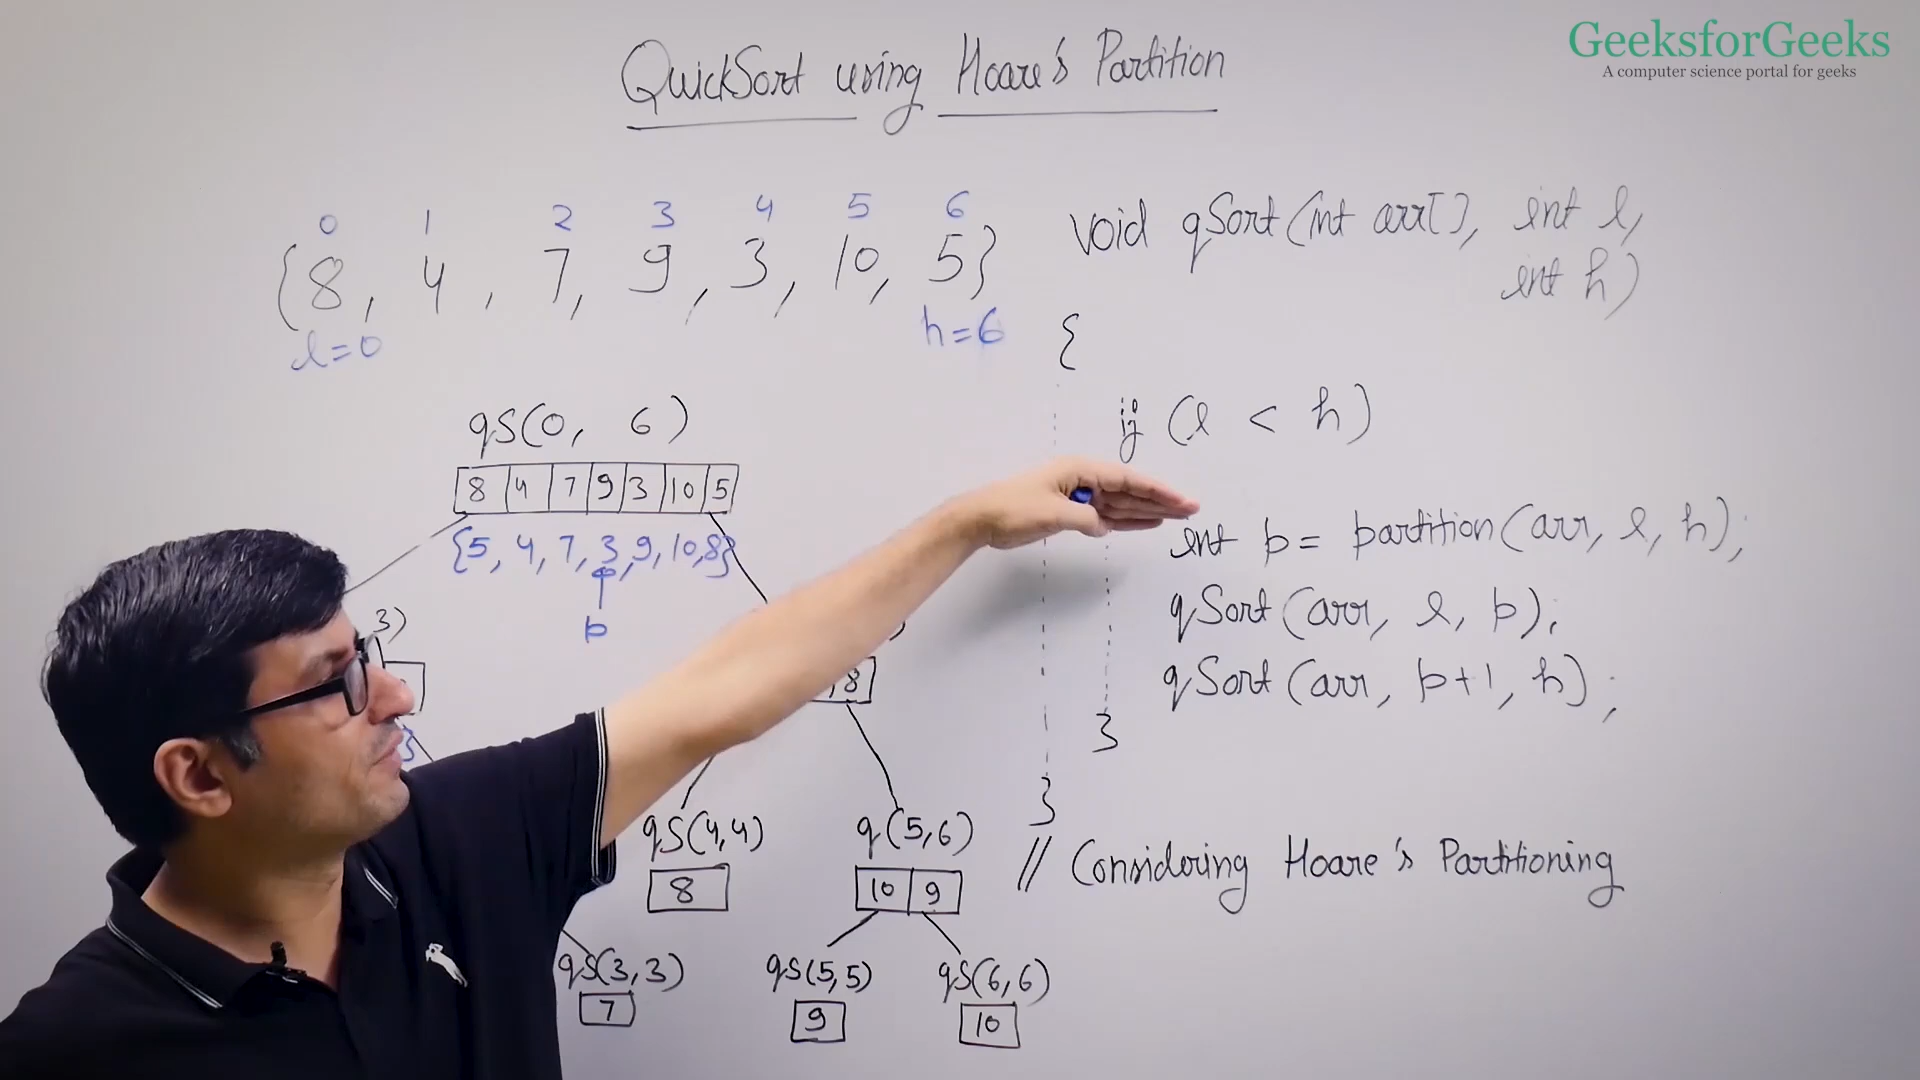 GeeksforGeeks
A computer science portal for geeks
QuickSort using Hoare's Partition
0 1 2 3 4 5 6
{8, 4, 7, 9, 3, 10, 5}
l=0 h=6
qS(0, 6)
8 4 7 9 3 10 5
{5, 4, 7, 3, 9, 10, 8}
p
3)
, 8
}
qS(4,4)
8
q(5,6)
10 9
qS(3,3)
7
qS(5,5)
9
qS(6,6)
10
void qSort(int arr[], int l,
int h)
{
if (l < h)
int p = partition(arr, l, h);
qSort(arr, l, p);
qSort(arr, p+1, h);
}
}
// Considering Hoare's Partitioning